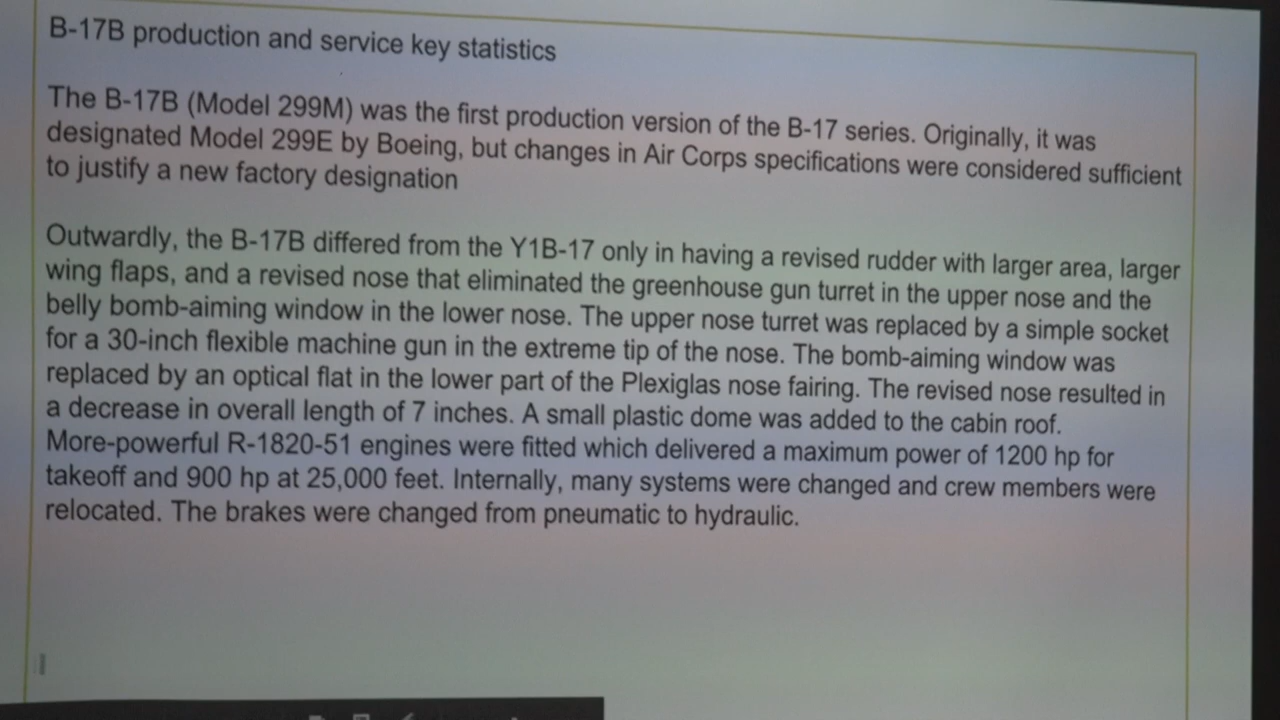 B-17B production and service key statistics
The B-17B (Model 299M) was the first production version of the B-17 series. Originally, it was
designated Model 299E by Boeing, but changes in Air Corps specifications were considered sufficient
to justify a new factory designation
Outwardly, the B-17B differed from the Y1B-17 only in having a revised rudder with larger area, larger
wing flaps, and a revised nose that eliminated the greenhouse gun turret in the upper nose and the
belly bomb-aiming window in the lower nose. The upper nose turret was replaced by a simple socket
for a 30-inch flexible machine gun in the extreme tip of the nose. The bomb-aiming window was
replaced by an optical flat in the lower part of the Plexiglas nose fairing. The revised nose resulted in
a decrease in overall length of 7 inches. A small plastic dome was added to the cabin roof.
More-powerful R-1820-51 engines were fitted which delivered a maximum power of 1200 hp for
takeoff and 900 hp at 25,000 feet. Internally, many systems were changed and crew members were
relocated. The brakes were changed from pneumatic to hydraulic.